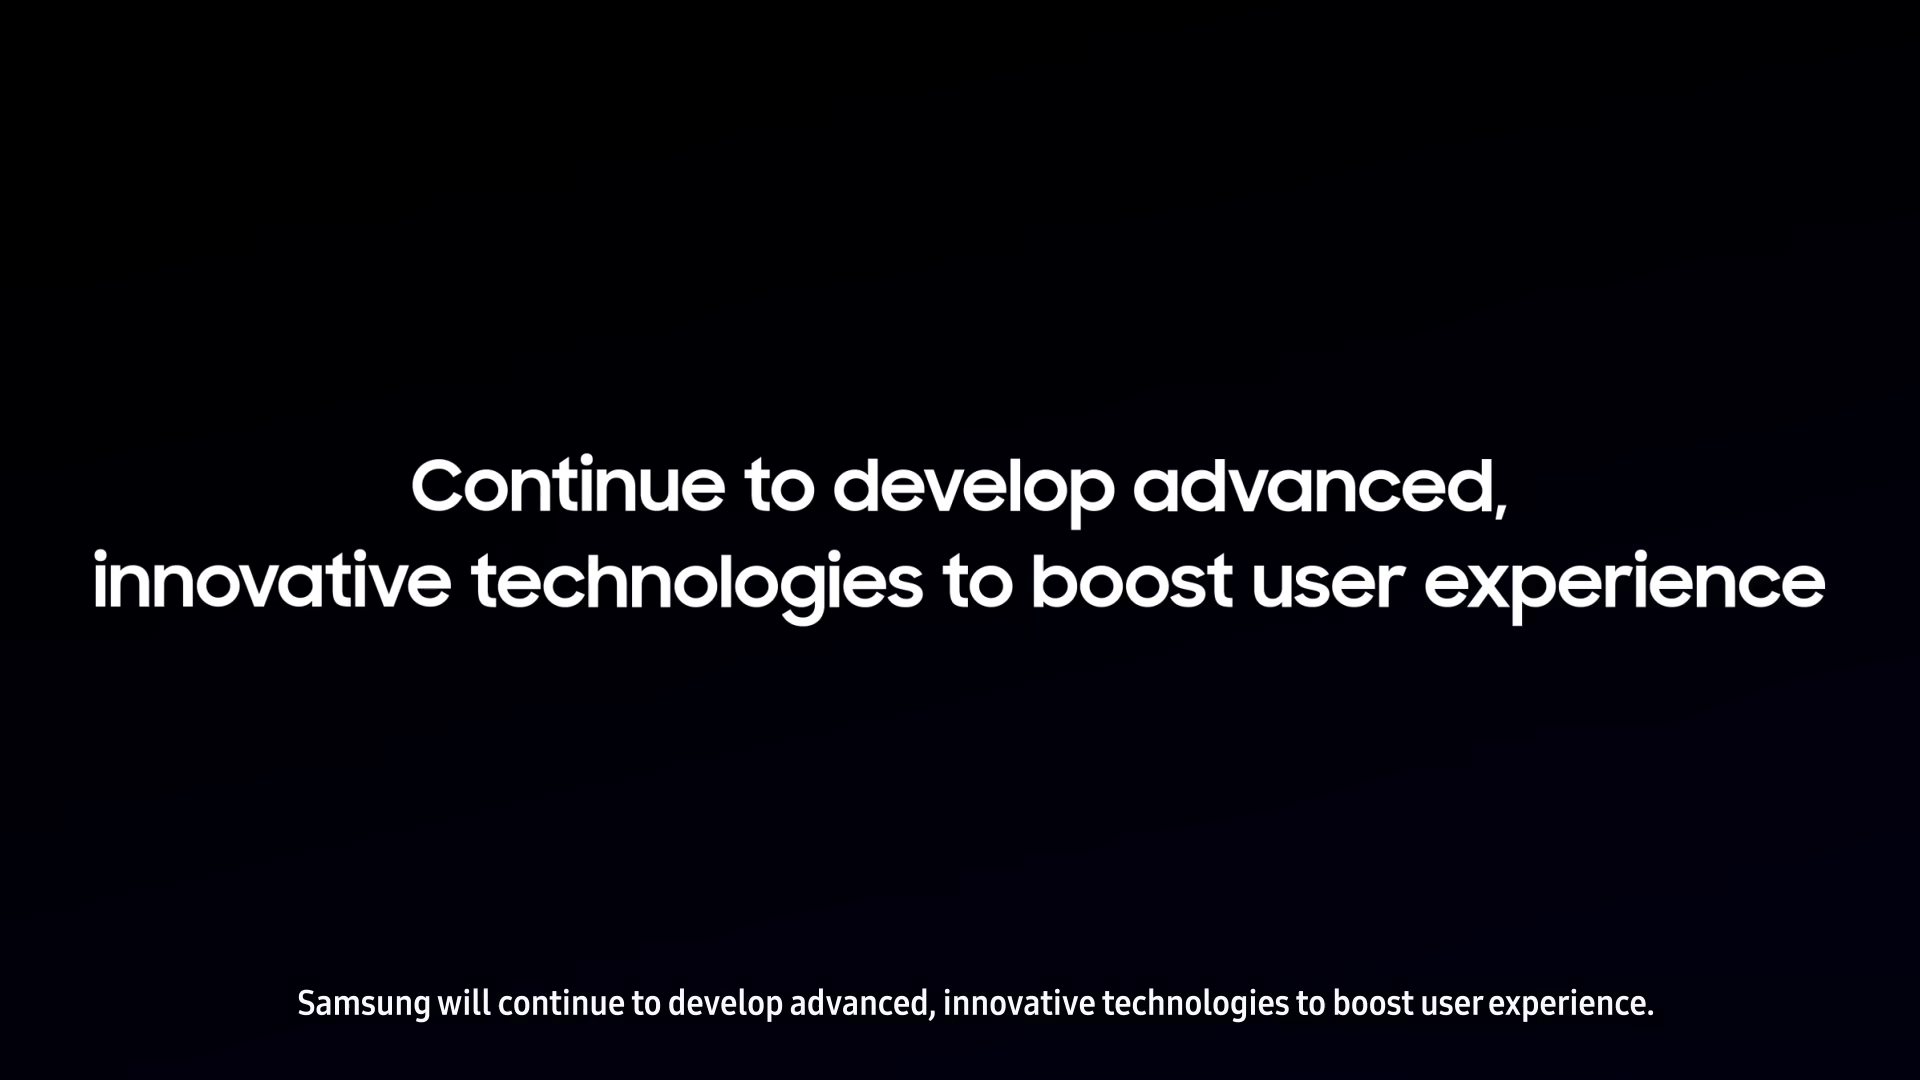 Continue to develop advanced,
innovative technologies to boost user experience
Samsung will continue to develop advanced, innovative technologies to boost user experience.